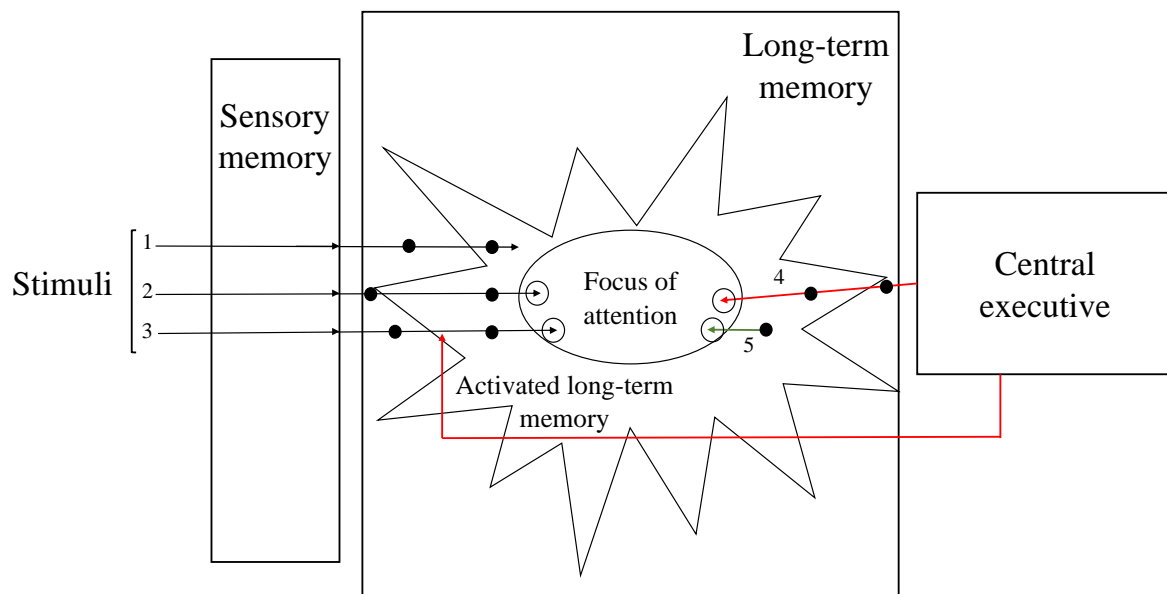 Long-term
memory
Sensory
memory
Stimuli
1
2
3
Focus of
attention
4
5
Central
executive
Activated long-term
memory